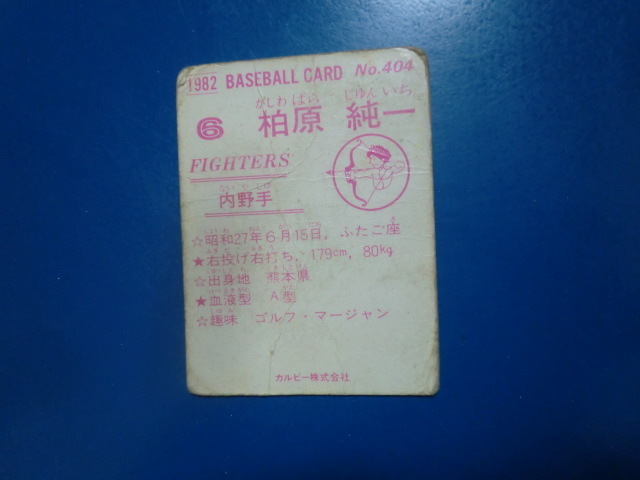 1982 BASEBALL CARD No.404
かしわ ばら じゅん いち
6 柏原 純一
FIGHTERS
内野手
☆昭和27年6月15日, ふたご座
★右投げ右打ち, 179cm, 80kg
☆出身地 熊本県
★血液型 A型
☆趣味 ゴルフ・マージャン
カルビー株式会社